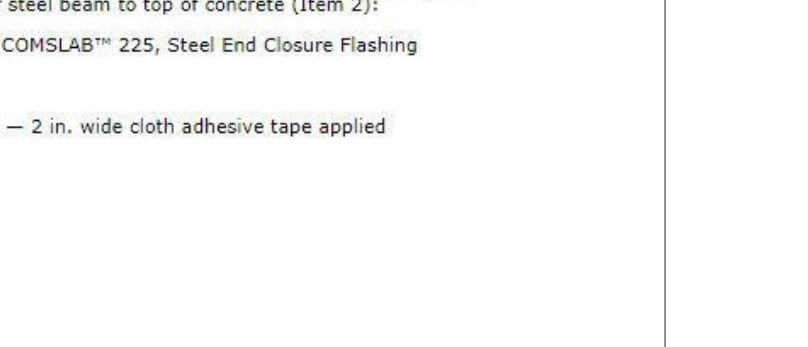 steel beam to top of concrete (Item 2):
COMSLAB™ 225, Steel End Closure Flashing
— 2 in. wide cloth adhesive tape applied